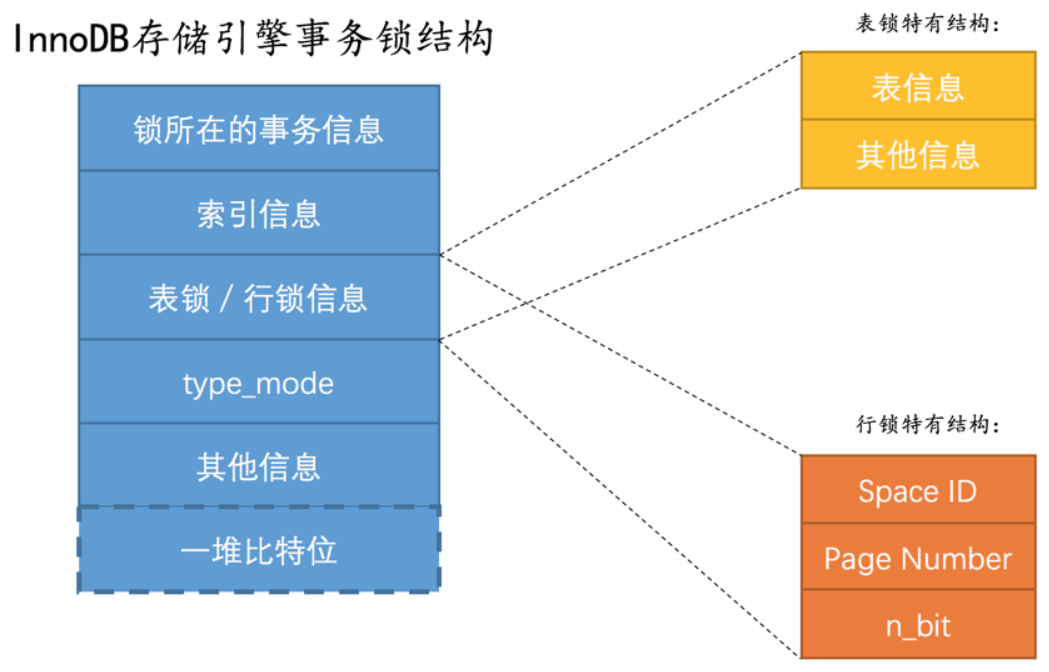 InnoDB存储引擎事务锁结构
锁所在的事务信息
索引信息
表锁 / 行锁信息
type_mode
其他信息
一堆比特位
表锁特有结构:
表信息
其他信息
行锁特有结构:
Space ID
Page Number
n_bit